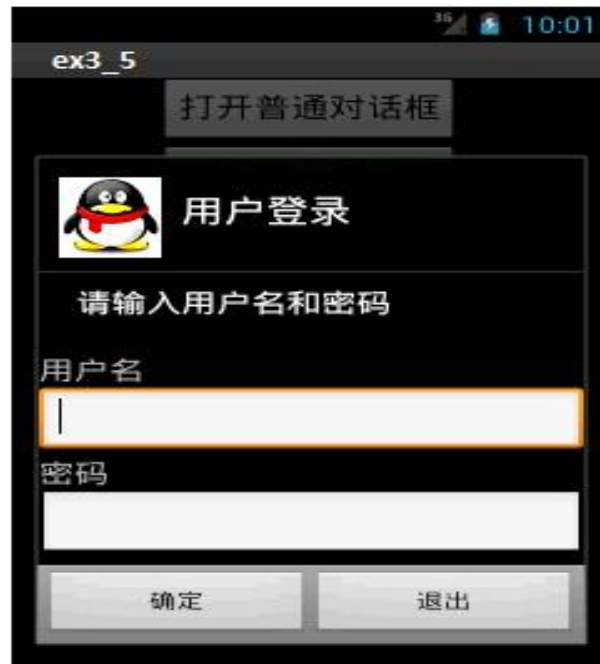 3G 10:01
ex3_5
打开普通对话框
用户登录
请输入用户名和密码
用户名
密码
确定 退出